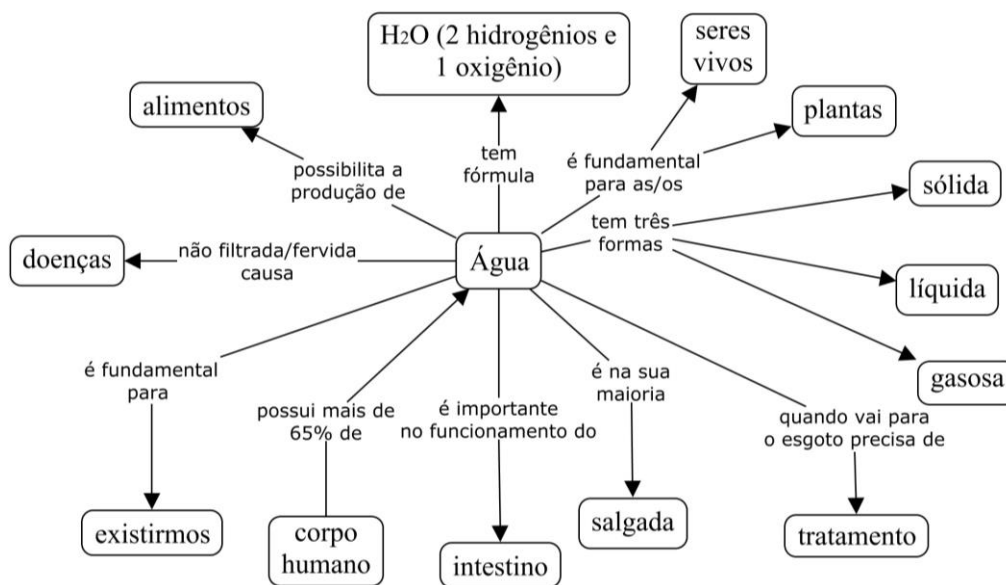 H2O (2 hidrogênios e
1 oxigênio)
seres
vivos
alimentos
plantas
tem
fórmula
é fundamental
para as/os
possibilita a
produção de
sólida
tem três
formas
doenças
não filtrada/fervida
causa
Água
líquida
é fundamental
para
é na sua
maioria
gasosa
possui mais de
65% de
é importante
no funcionamento do
quando vai para
o esgoto precisa de
existirmos
corpo
humano
intestino
salgada
tratamento